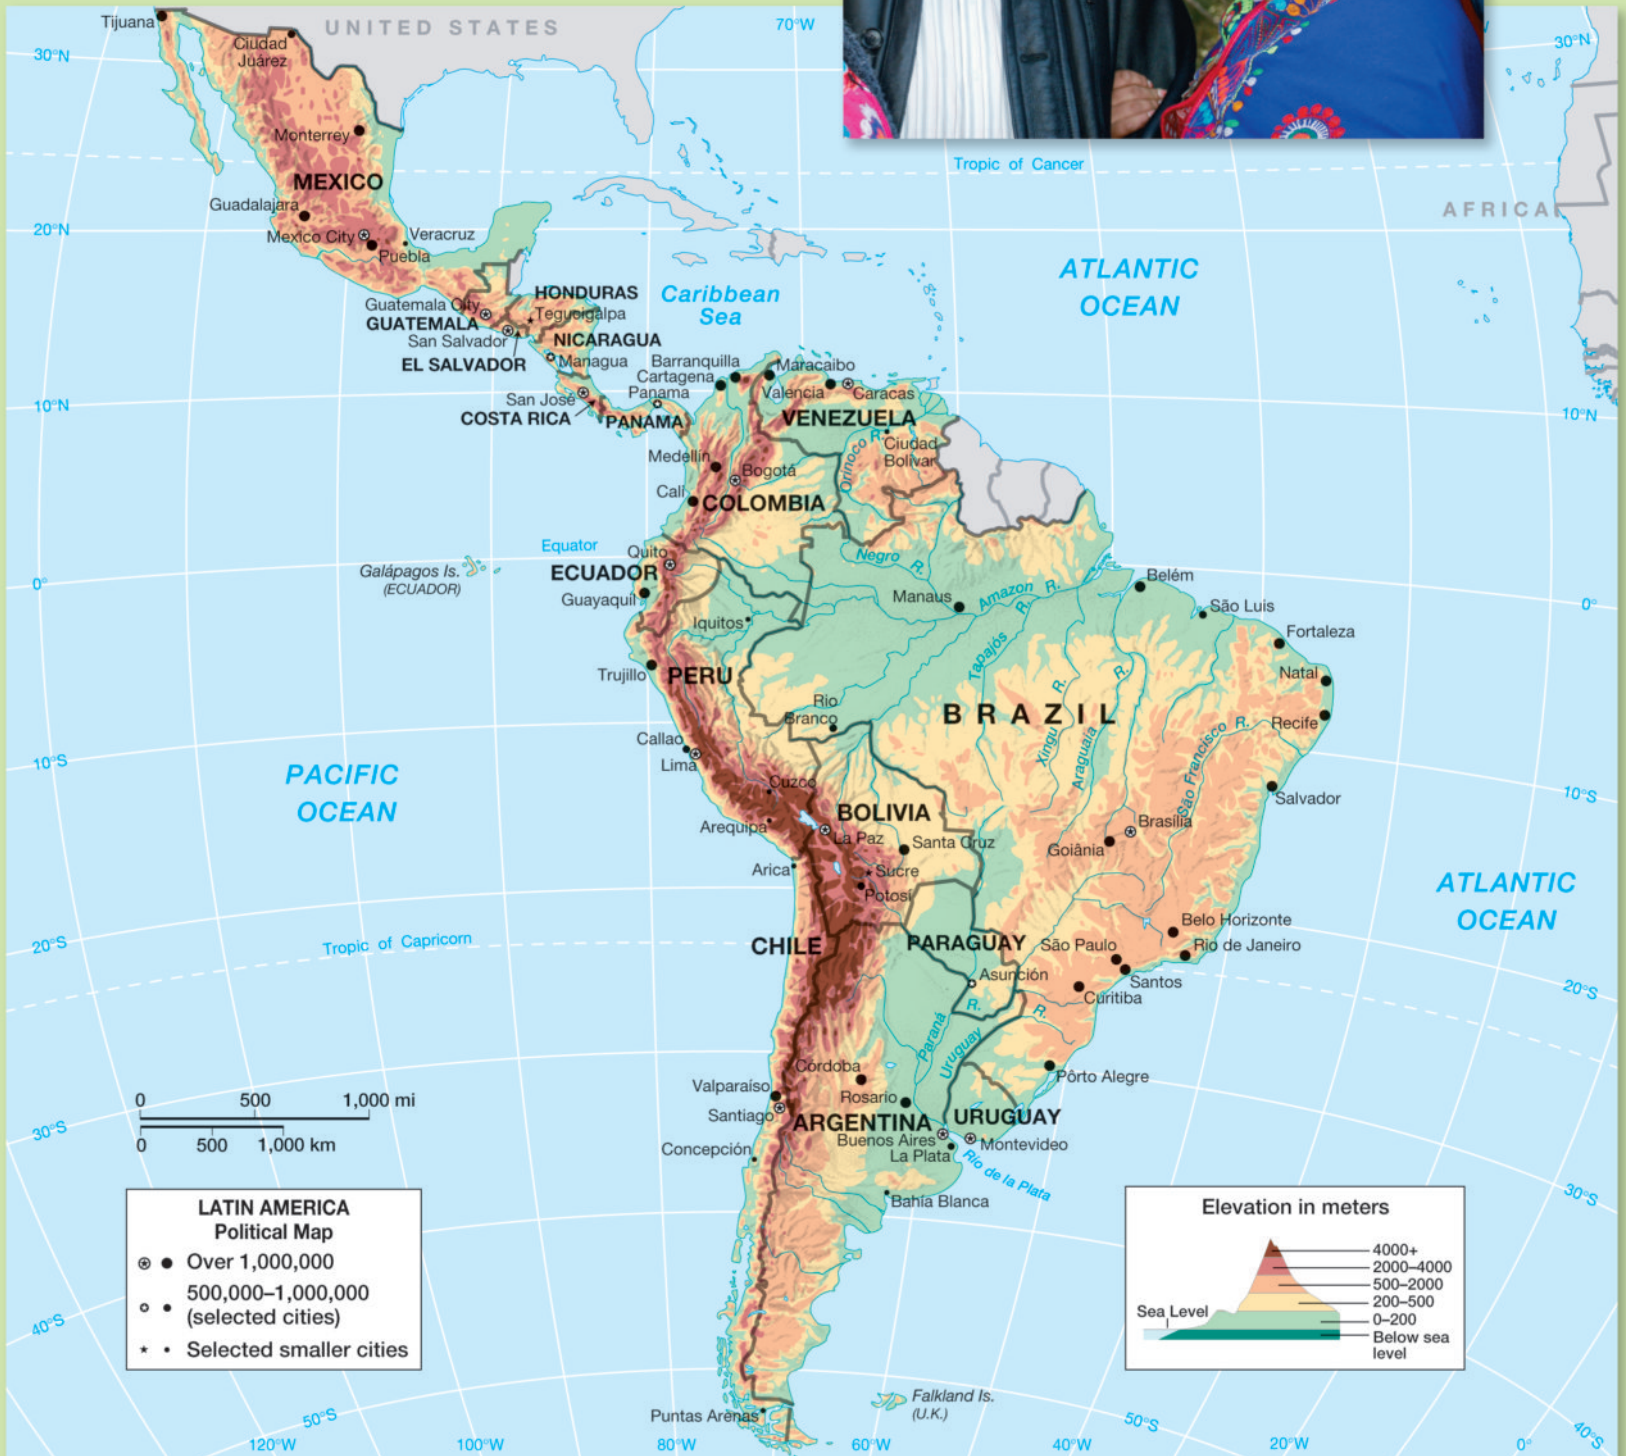 Tijuana
UNITED STATES
70°W
W
30°N
30°N
Ciudad
Juárez
Monterrey
Tropic of Cancer
MEXICO
Guadalajara
AFRICA
20°N
Mexico City
Veracruz
Puebla
ATLANTIC
OCEAN
HONDURAS
Caribbean
Sea
Guatemala City
Tegucigalpa
GUATEMALA
San Salvador
NICARAGUA
EL SALVADOR
Managua
Barranquilla
Maracaibo
Cartagena
Valencia
Caracas
Panama
San José
10°N
10°N
COSTA RICA
PANAMA
VENEZUELA
Orinoco R.
Ciudad
Bolívar
Medellín
Bogotá
Cali
COLOMBIA
Equator
Quito
Negro R.
Galápagos Is.
(ECUADOR)
ECUADOR
0°
Guayaquil
Manaus
Amazon R.
Belém
0°
São Luis
Iquitos
Fortaleza
Tapajós R.
Trujillo
PERU
Natal
Rio
Branco
BRAZIL
Xingu R.
Araguaia R.
São Francisco R.
Recife
Callao
Lima
10°S
PACIFIC
OCEAN
Cuzco
10°S
Salvador
BOLIVIA
Arequipa
La Paz
Santa Cruz
Brasília
Goiânia
Arica
Sucre
Potosí
ATLANTIC
OCEAN
Belo Horizonte
20°S
Tropic of Capricorn
CHILE
PARAGUAY
São Paulo
Rio de Janeiro
Asunción
Santos
20°S
Curitiba
Paraná R.
Uruguay R.
Córdoba
Pôrto Alegre
Valparaíso
Rosario
Santiago
ARGENTINA
URUGUAY
Buenos Aires
Montevideo
La Plata
Río de la Plata
Concepción
Bahía Blanca
0 500 1,000 mi
0 500 1,000 km
30°S
30°S
LATIN AMERICA
Political Map
Over 1,000,000
500,000–1,000,000
(selected cities)
Selected smaller cities
Elevation in meters
4000+
2000–4000
500–2000
200–500
0–200
Below sea
level
Sea Level
40°S
Falkland Is.
(U.K.)
Puntas Arenas
50°S
50°S
40°S
120°W
100°W
80°W
60°W
40°W
20°W
0°